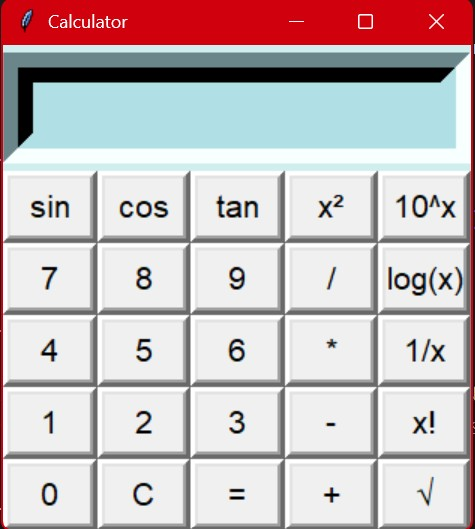 Calculator
sin cos tan x² 10^x
7 8 9 / log(x)
4 5 6 * 1/x
1 2 3 - x!
0 C = + √